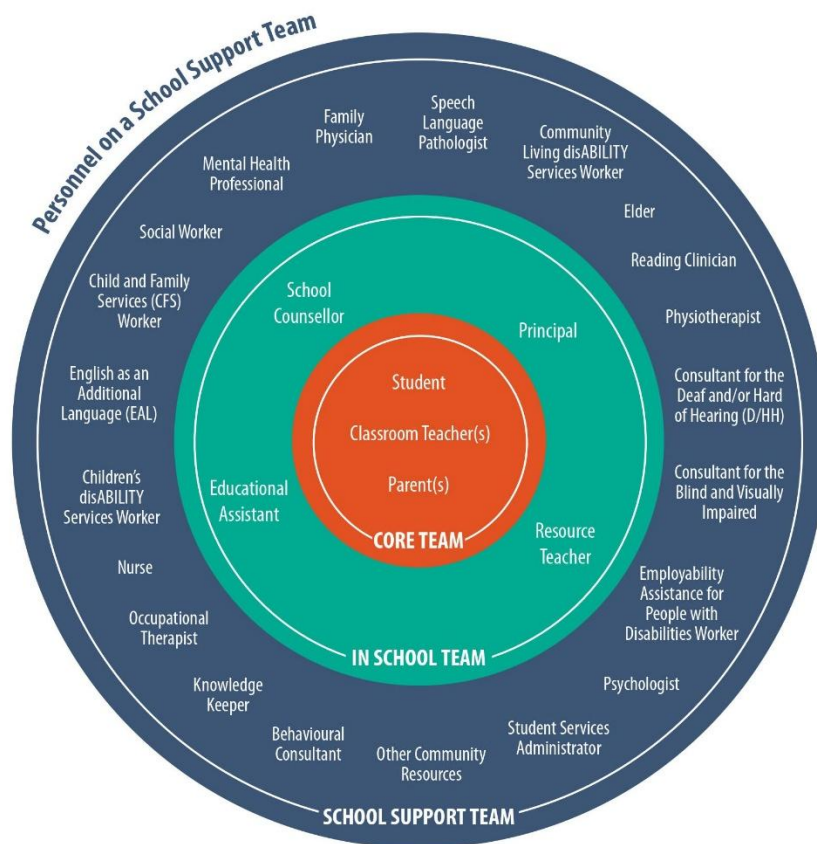 Personnel on a School Support Team
Family
Physician
Speech
Language
Pathologist
Community
Living disABILITY
Services Worker
Elder
Reading Clinician
Physiotherapist
Consultant for the
Deaf and/or Hard
of Hearing (D/HH)
Consultant for the
Blind and Visually
Impaired
Employability
Assistance for
People with
Disabilities Worker
Psychologist
Student Services
Administrator
Other Community
Resources
Behavioural
Consultant
Knowledge
Keeper
Occupational
Therapist
Nurse
Children's
disABILITY
Services Worker
English as an
Additional
Language (EAL)
Child and Family
Services (CFS)
Worker
Social Worker
Mental Health
Professional
School
Counsellor
Principal
Educational
Assistant
Resource
Teacher
Student
Classroom Teacher(s)
Parent(s)
CORE TEAM
IN SCHOOL TEAM
SCHOOL SUPPORT TEAM